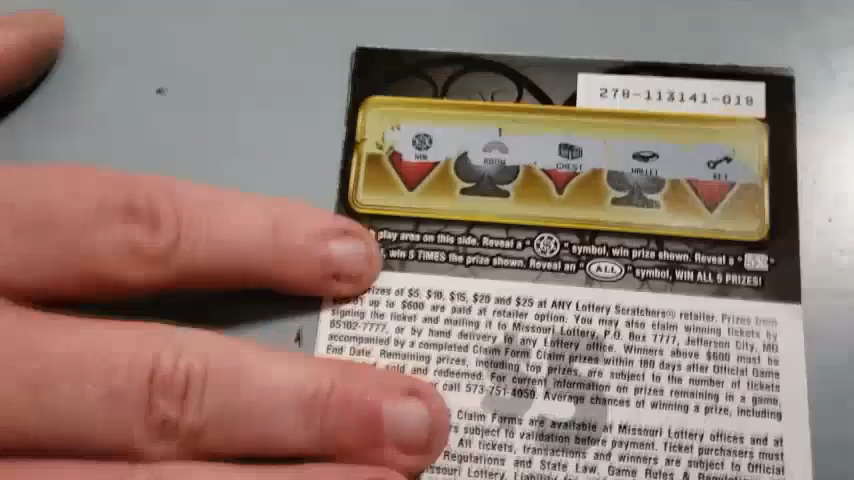 278-113141-018
WIN
ROOM
CHEST
WALLET
KEY
play area on this side. Reveal a " " symbol, win prize shown. Reveal a " "
win 5 TIMES the prize shown. Reveal an " ALL " symbol, WIN ALL 5 PRIZES!
prizes of $5, $10, $15, $20 and $25 at ANY Lottery Scratchers® retailer. Prizes from
up to $600 are paid at retailer option. You may also claim winning tickets by
signing the ticket and mailing it to Missouri Lottery, P.O. Box 7777, Jefferson City, MO
65102-7777, or by hand delivery to any Lottery office. Winners above $600 must be
accompanied by a completed Claim Form. Claim prizes within 180 days after Official Game
End Date. Remaining prizes, including top prizes, are subject to the number of tickets
sold and redeemed. For current information on prizes remaining in a game,
or call 573-751-4050. Average chances of winning a prize, including
Claim Forms are available at Missouri Lottery offices and at
subject to validation before payment. Ticket purchasers must
All tickets, transactions and winners are subject to Official
Regulations and State Law, Game Rules & Regulations
Missouri Lottery. Liability for